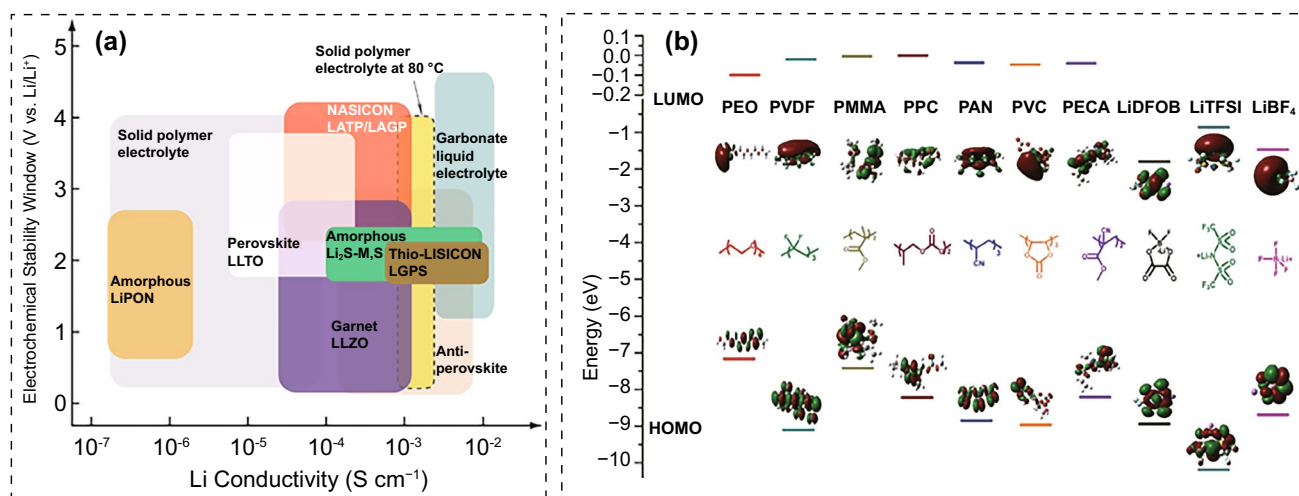 (a)
Electrochemical Stability Window (V vs. Li/Li⁺)
5
4
3
2
1
0
Solid polymer
electrolyte at 80 °C
NASICON
LATP/LAGP
Solid polymer
electrolyte
Garbonate
liquid
electrolyte
Perovskite
LLTO
Amorphous
Li₂S-MₓS
Thio-LISICON
LGPS
Amorphous
LiPON
Garnet
LLZO
Anti-
perovskite
10⁻⁷
10⁻⁶
10⁻⁵
10⁻⁴
10⁻³
10⁻²
Li Conductivity (S cm⁻¹)
(b)
Energy (eV)
0.1
0.0
−0.1
−0.2
−1
−2
−3
−4
−5
−6
−7
−8
−9
−10
LUMO
PEO
PVDF
PMMA
PPC
PAN
PVC
PECA
LiDFOB
LiTFSI
LiBF₄
HOMO